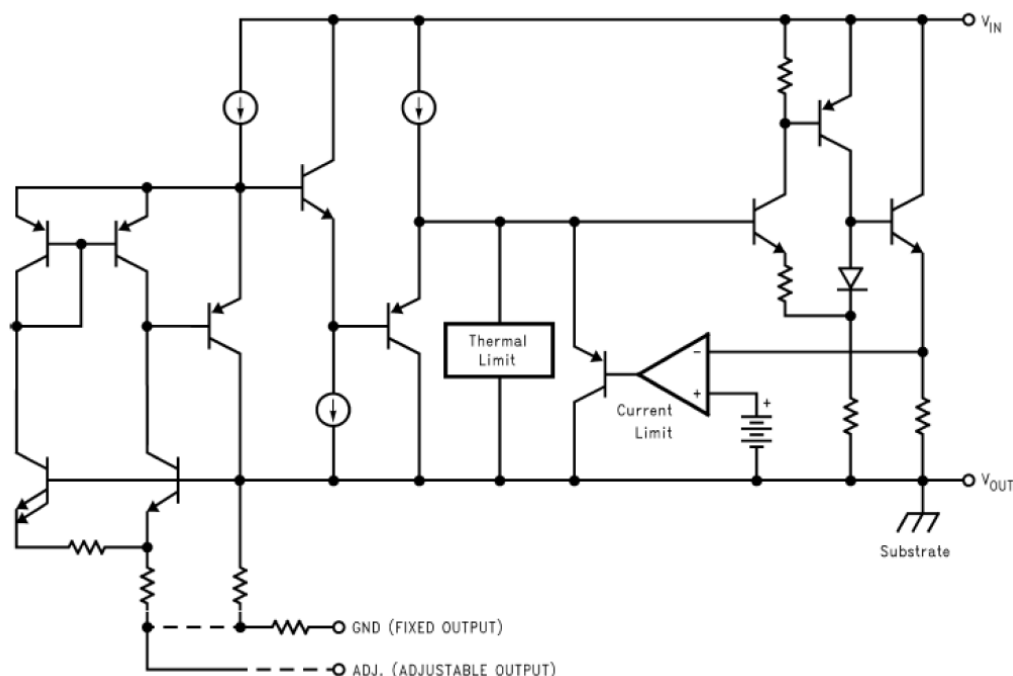 VIN
Thermal
Limit
-
+
+
Current
Limit
VOUT
Substrate
GND (FIXED OUTPUT)
ADJ. (ADJUSTABLE OUTPUT)